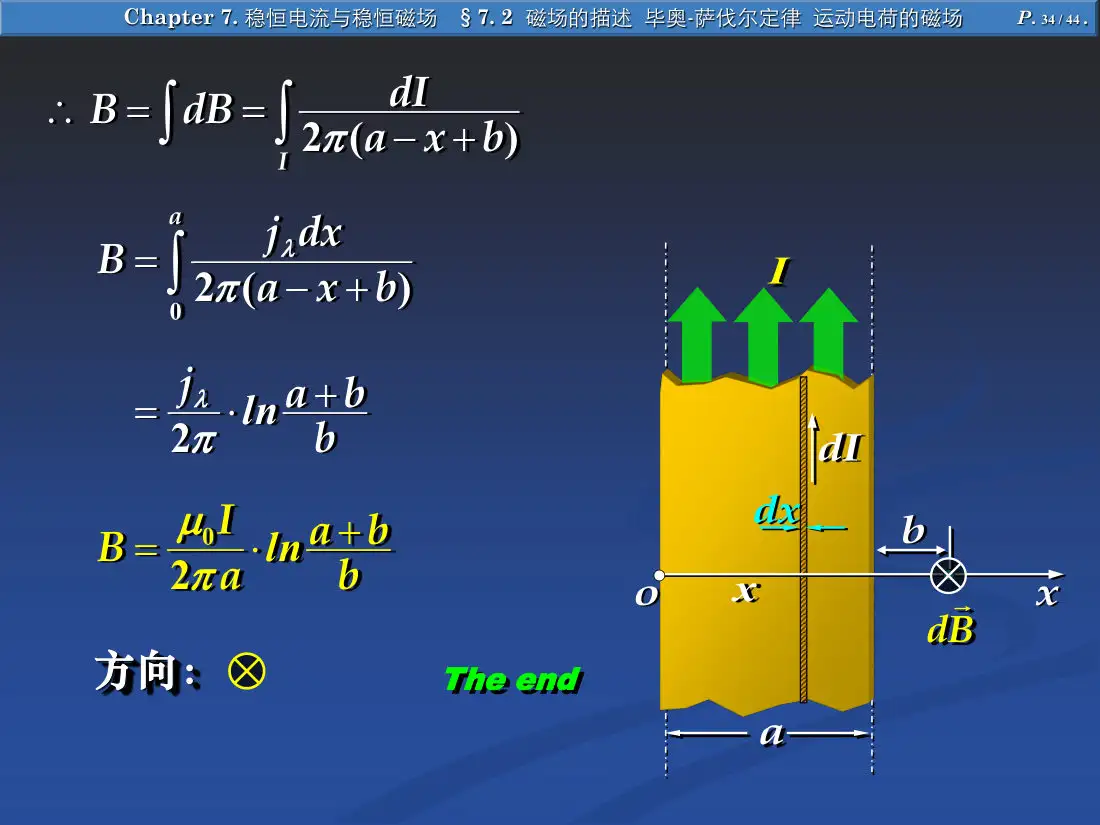 Chapter 7. 稳恒电流与稳恒磁场 §7. 2 磁场的描述 毕奥-萨伐尔定律 运动电荷的磁场 P. 34 / 44 .
∴ B = ∫ dB = ∫_I dI / 2π(a − x + b)
B = ∫_0^a j_λ dx / 2π(a − x + b)
= j_λ / 2π · ln (a + b) / b
B = μ_0 I / 2π a · ln (a + b) / b
方向: ⊗
The end
I
dI
dx
b
o
x
x
dB⃗
a